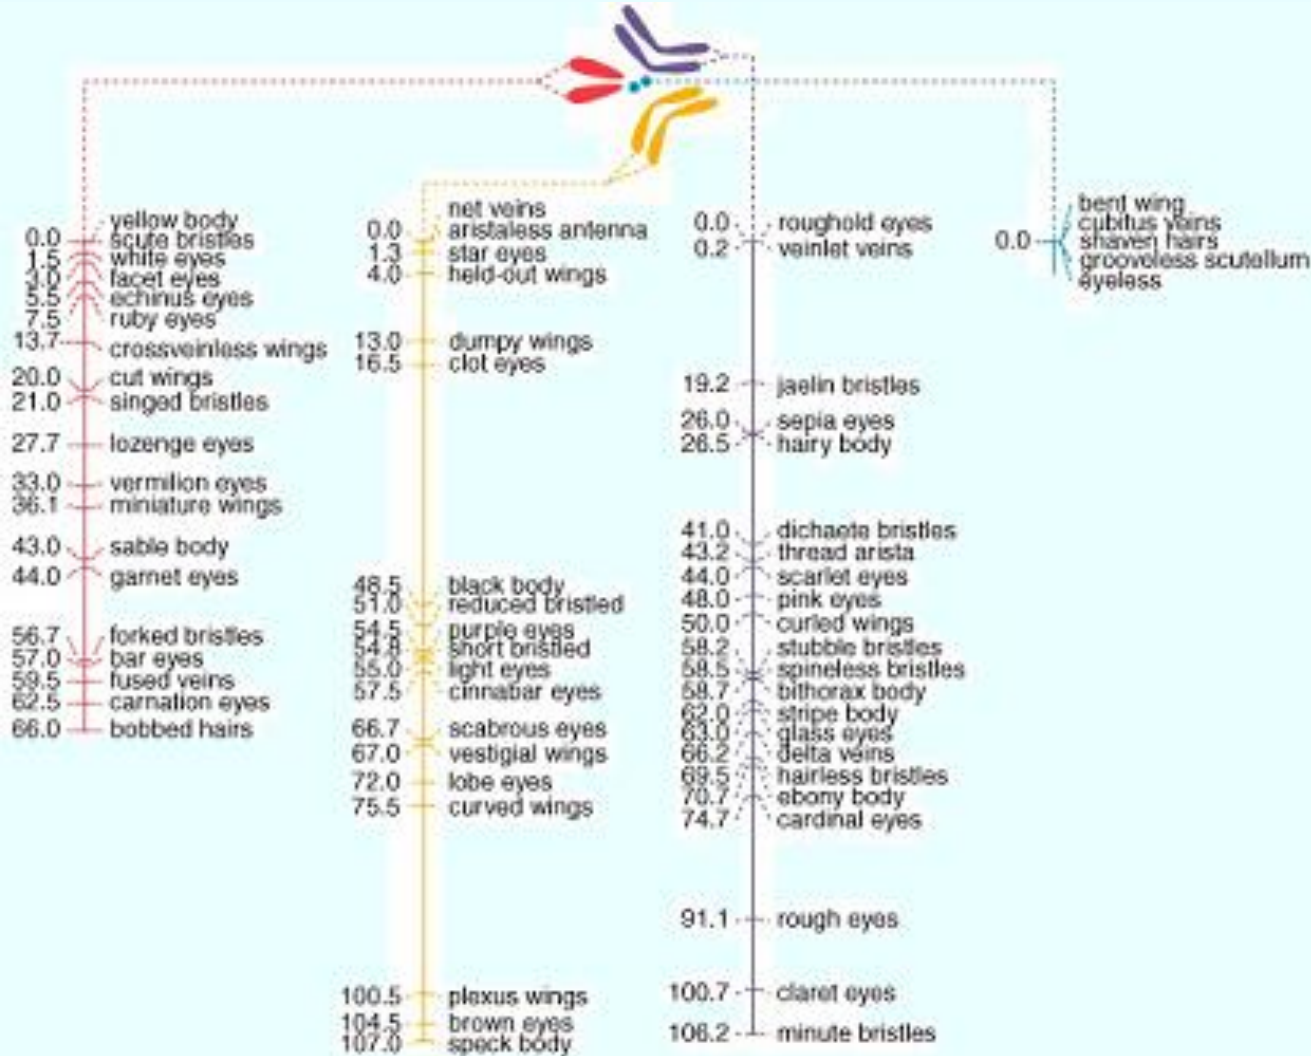 yellow body
0.0 scute bristles
1.5 white eyes
3.0 facet eyes
5.5 echinus eyes
7.5 ruby eyes
13.7 crossveinless wings
20.0 cut wings
21.0 singed bristles
27.7 lozenge eyes
33.0 vermilion eyes
36.1 miniature wings
43.0 sable body
44.0 garnet eyes
56.7 forked bristles
57.0 bar eyes
59.5 fused veins
62.5 carnation eyes
66.0 bobbed hairs
net veins
0.0 aristaless antenna
1.3 star eyes
4.0 held-out wings
13.0 dumpy wings
16.5 clot eyes
48.5 black body
51.0 reduced bristled
54.5 purple eyes
54.8 short bristled
55.0 light eyes
57.5 cinnabar eyes
66.7 scabrous eyes
67.0 vestigial wings
72.0 lobe eyes
75.5 curved wings
100.5 plexus wings
104.5 brown eyes
107.0 speck body
0.0 roughold eyes
0.2 veinlet veins
19.2 jaelin bristles
26.0 sepia eyes
26.5 hairy body
41.0 dichaete bristles
43.2 thread arista
44.0 scarlet eyes
48.0 pink eyes
50.0 curled wings
58.2 stubble bristles
58.5 spineless bristles
58.7 bithorax body
62.0 stripe body
63.0 glass eyes
66.2 delta veins
69.5 hairless bristles
70.7 ebony body
74.7 cardinal eyes
91.1 rough eyes
100.7 claret eyes
106.2 minute bristles
bent wing
cubitus veins
0.0 shaven hairs
grooveless scutellum
eyeless